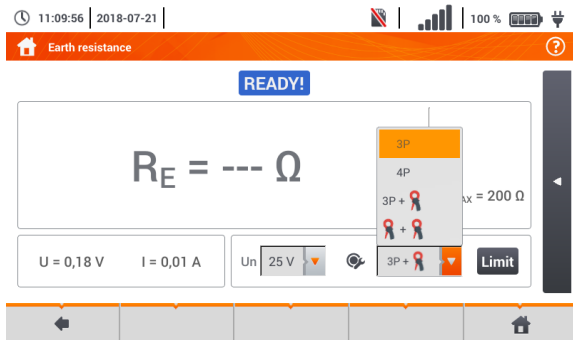 11:09:56 2018-07-21 100 %
Earth resistance ?
READY!
RE = --- Ω
3P
4P
3P +
+
AX = 200 Ω
U = 0,18 V I = 0,01 A Un 25 V 3P + Limit